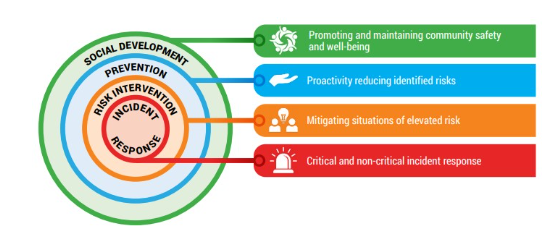 SOCIAL DEVELOPMENT
PREVENTION
RISK INTERVENTION
INCIDENT
RESPONSE
Promoting and maintaining community safety
and well-being
Proactivity reducing identified risks
Mitigating situations of elevated risk
Critical and non-critical incident response